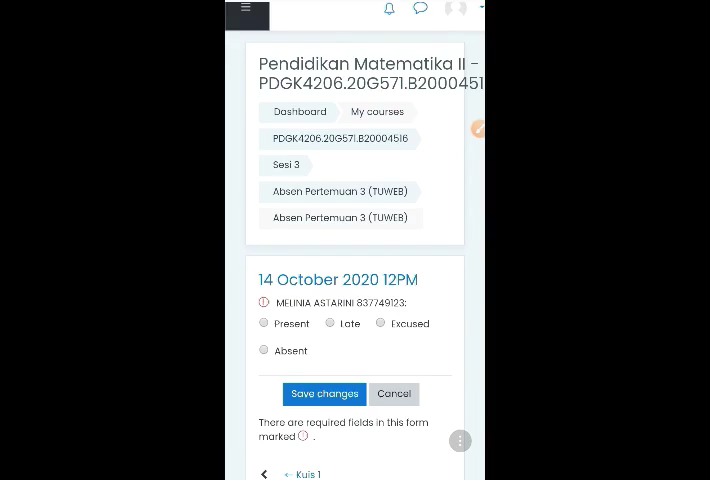 Pendidikan Matematika II -
PDGK4206.20G571.B2000451
Dashboard
My courses
PDGK4206.20G571.B20004516
Sesi 3
Absen Pertemuan 3 (TUWEB)
Absen Pertemuan 3 (TUWEB)
14 October 2020 12PM
MELINIA ASTARINI 837749123:
Present Late Excused
Absent
Save changes Cancel
There are required fields in this form
marked .
← Kuis 1